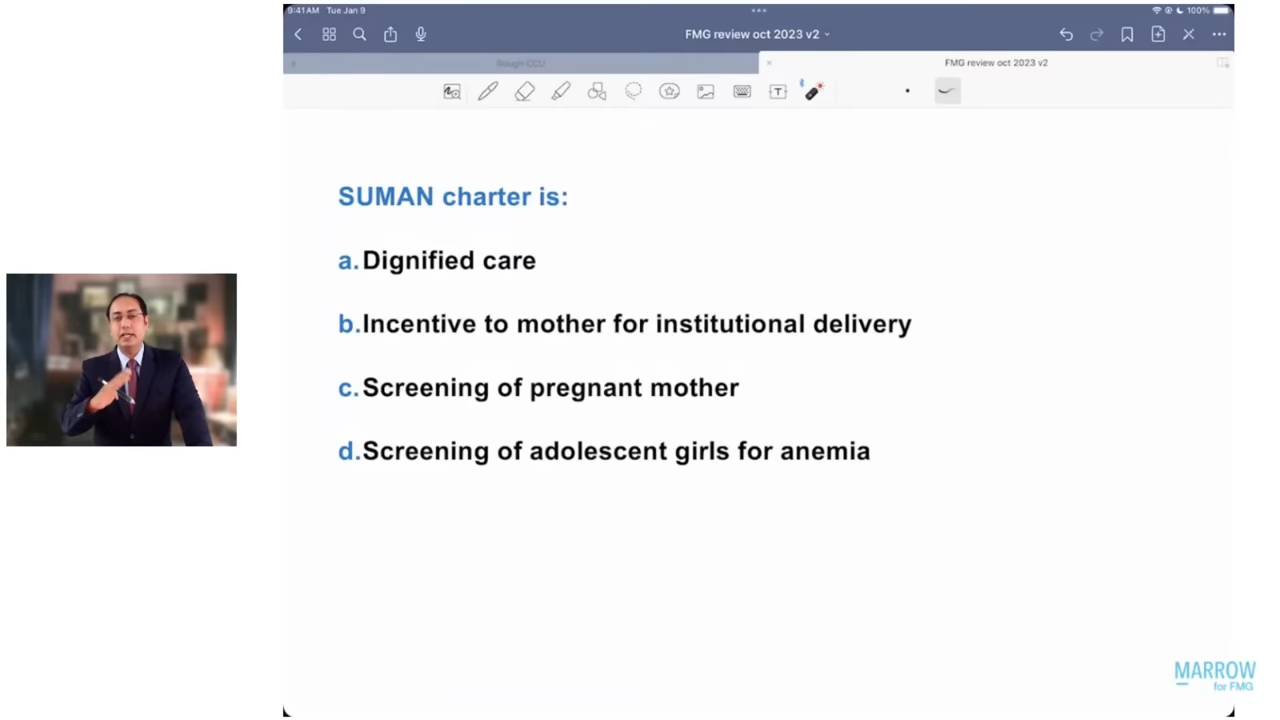 9:41 AM Tue Jan 9
100%
FMG review oct 2023 v2
Rough CCU
FMG review oct 2023 v2
T
SUMAN charter is:
a. Dignified care
b. Incentive to mother for institutional delivery
c. Screening of pregnant mother
d. Screening of adolescent girls for anemia
MARROW
for FMG